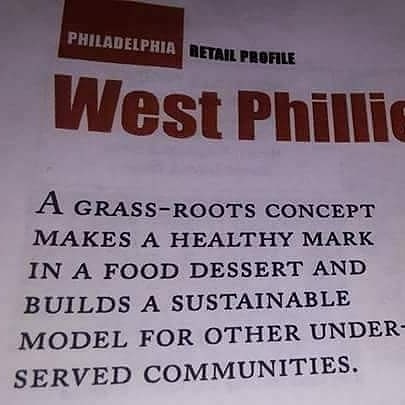 PHILADELPHIA RETAIL PROFILE
West Phillie
A GRASS-ROOTS CONCEPT
MAKES A HEALTHY MARK
IN A FOOD DESSERT AND
BUILDS A SUSTAINABLE
MODEL FOR OTHER UNDER-
SERVED COMMUNITIES.